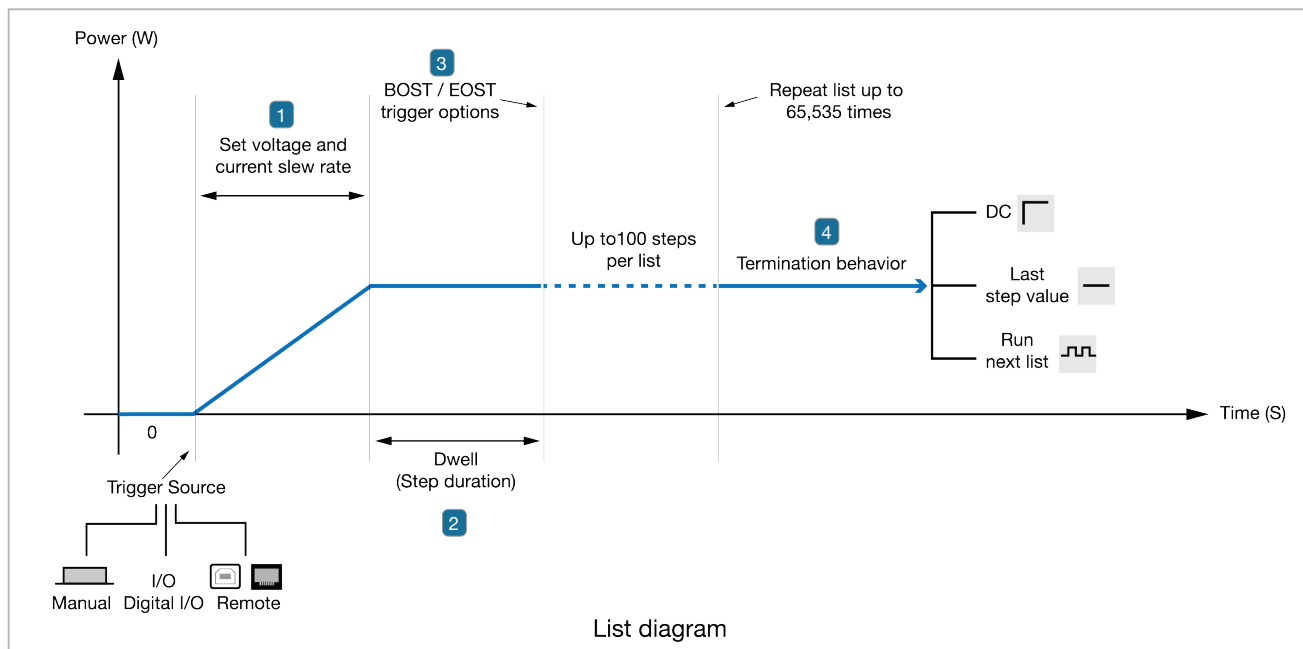 Power (W)
1
Set voltage and
current slew rate
3
BOST / EOST
trigger options
Repeat list up to
65,535 times
Up to100 steps
per list
4
Termination behavior
DC
Last
step value
Run
next list
0
Time (S)
Trigger Source
Dwell
(Step duration)
2
I/O
Manual
Digital I/O
Remote
List diagram